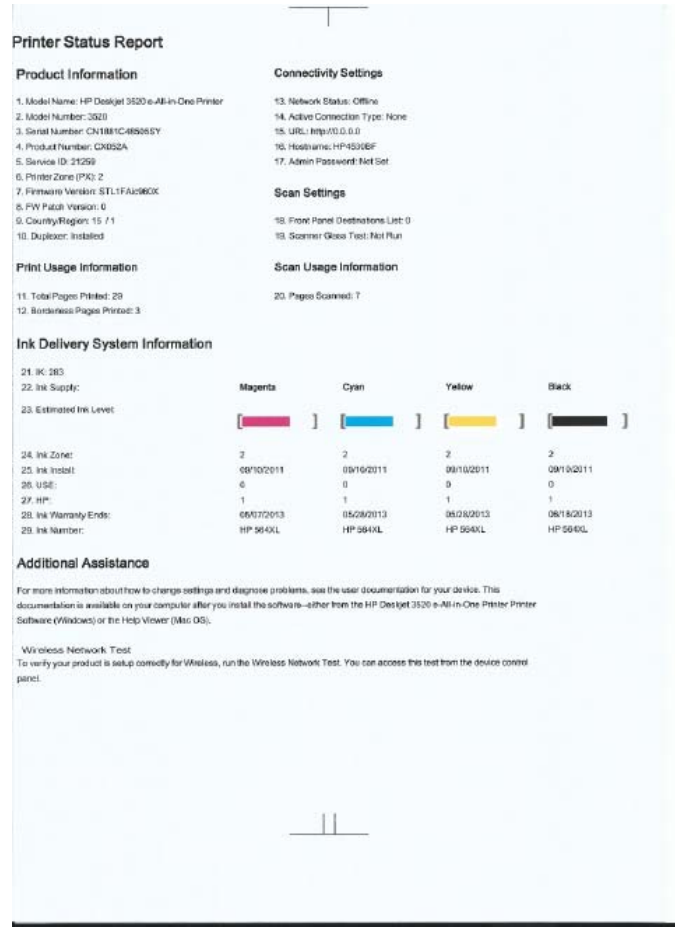 Printer Status Report
Product Information
1. Model Name: HP Deskjet 3520 e-All-in-One Printer
2. Model Number: 3520
3. Serial Number:
4. Product Number: CX052A
5. Service ID: 21259
6. Printer Zone (PX): 2
7. Firmware Version:
8. FW Patch Version: 0
9. Country/Region: 15 / 1
10. Duplexer: Installed
Connectivity Settings
13. Network Status: Offline
14. Active Connection Type: None
15. URL: http://0.0.0.0
16. Hostname: HP4530BF
17. Admin Password: Not Set
Scan Settings
18. Front Panel Destinations List: 0
19. Scanner Glass Test: Not Run
Print Usage Information
11. Total Pages Printed: 29
12. Borderless Pages Printed: 3
Scan Usage Information
20. Pages Scanned: 7
Ink Delivery System Information
21. IK: 283
22. Ink Supply: Magenta Cyan Yellow Black
23. Estimated Ink Level: [ ] [ ] [ ] [ ]
24. Ink Zone: 2 2 2 2
25. Ink Install: 09/10/2011 09/10/2011 09/10/2011 09/10/2011
26. USE: 0 0 0 0
27. HP: 1 1 1 1
28. Ink Warranty Ends: 06/07/2013 05/28/2013 05/28/2013 06/18/2013
29. Ink Number: HP 564XL HP 564XL HP 564XL HP 564XL
Additional Assistance
For more information about how to change settings and diagnose problems, see the user documentation for your device. This
documentation is available on your computer after you install the software--either from the HP Deskjet 3520 e-All-in-One Printer Printer
Software (Windows) or the Help Viewer (Mac OS).
Wireless Network Test
To verify your product is setup correctly for Wireless, run the Wireless Network Test. You can access this test from the device control
panel.